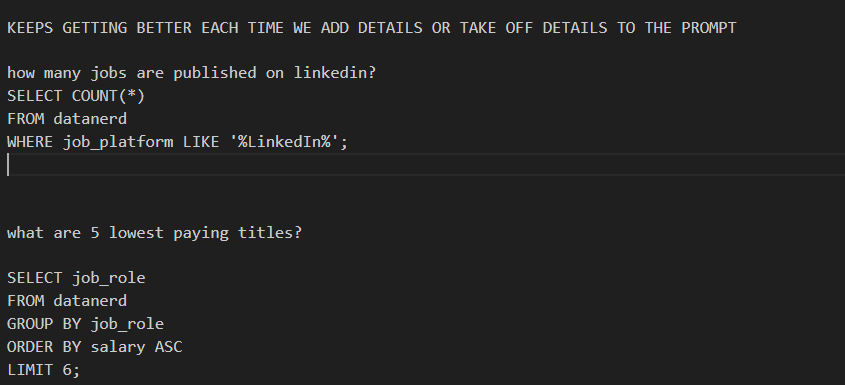 KEEPS GETTING BETTER EACH TIME WE ADD DETAILS OR TAKE OFF DETAILS TO THE PROMPT
how many jobs are published on linkedin?
SELECT COUNT(*)
FROM datanerd
WHERE job_platform LIKE '%LinkedIn%';
what are 5 lowest paying titles?
SELECT job_role
FROM datanerd
GROUP BY job_role
ORDER BY salary ASC
LIMIT 6;